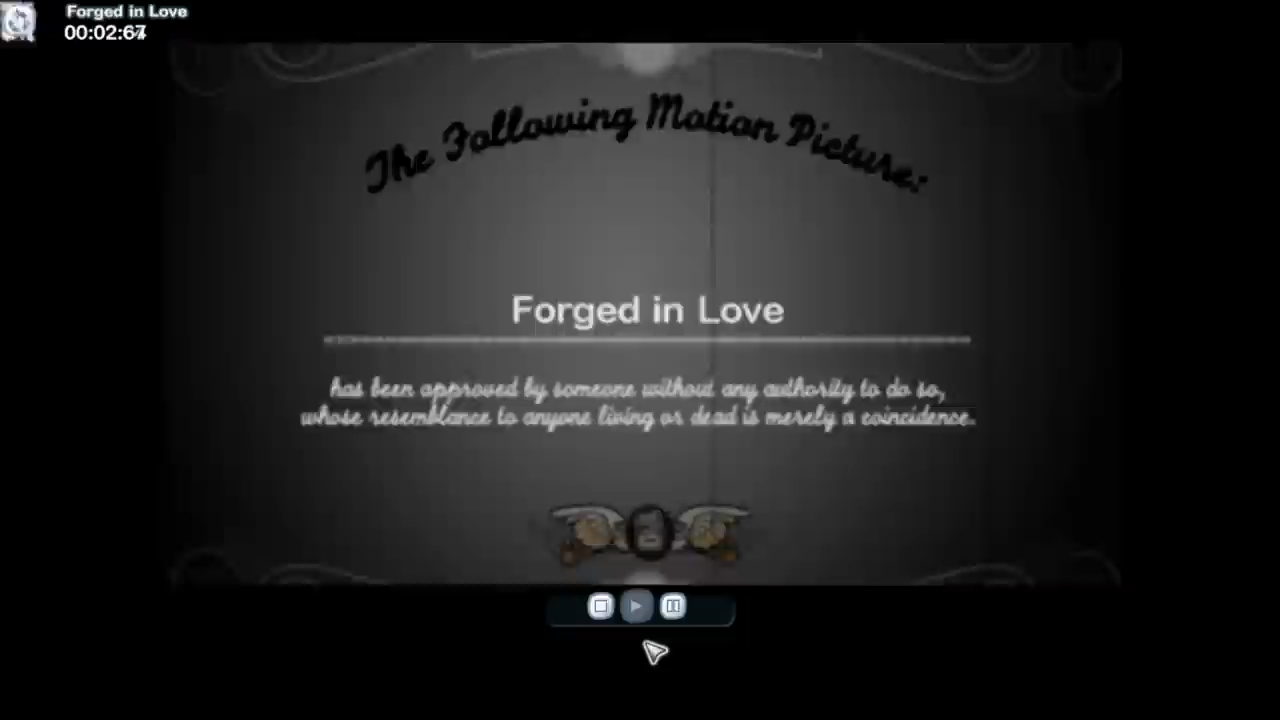 Forged in Love
00:02:67
The Following Motion Picture:
Forged in Love
has been approved by someone without any authority to do so,
whose resemblance to anyone living or dead is merely a coincidence.